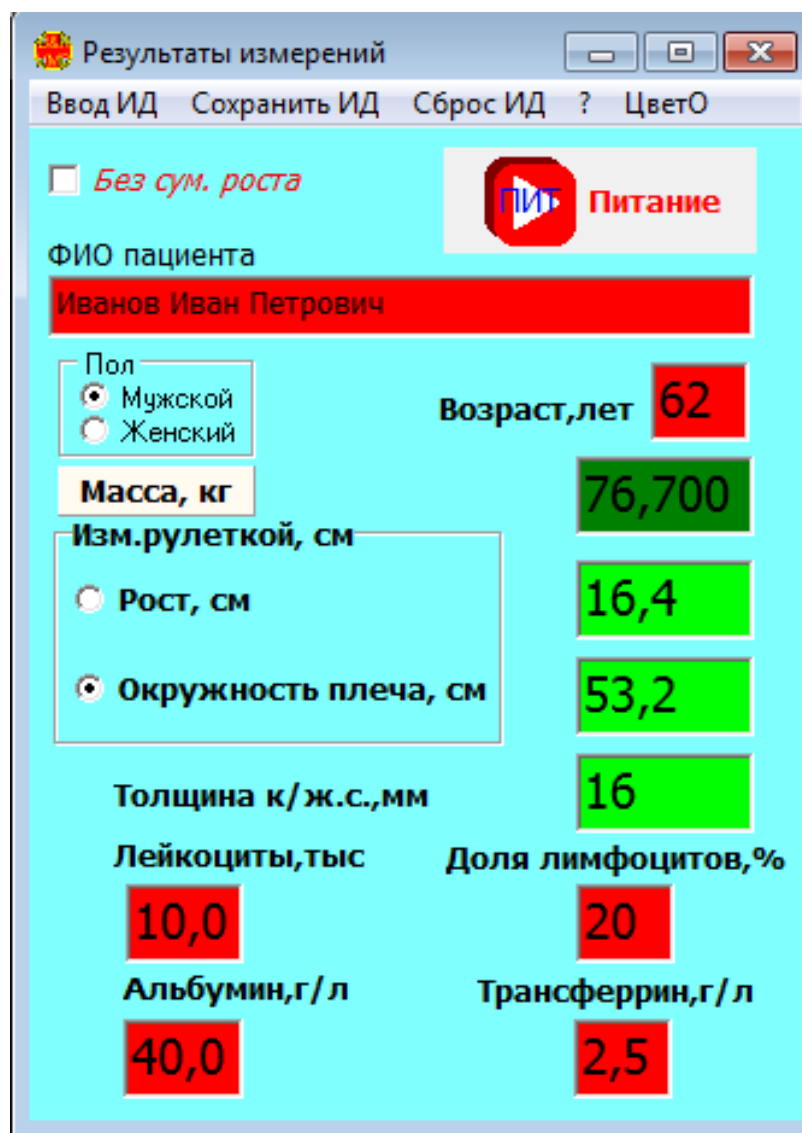 Результаты измерений
Ввод ИД Сохранить ИД Сброс ИД ? ЦветО
Без сум. роста
ПИТ Питание
ФИО пациента
Иванов Иван Петрович
Пол
Мужской
Женский
Возраст,лет 62
Масса, кг 76,700
Изм.рулеткой, см
Рост, см 16,4
Окружность плеча, см 53,2
Толщина к/ж.с.,мм 16
Лейкоциты,тыс Доля лимфоцитов,%
10,0 20
Альбумин,г/л Трансферрин,г/л
40,0 2,5